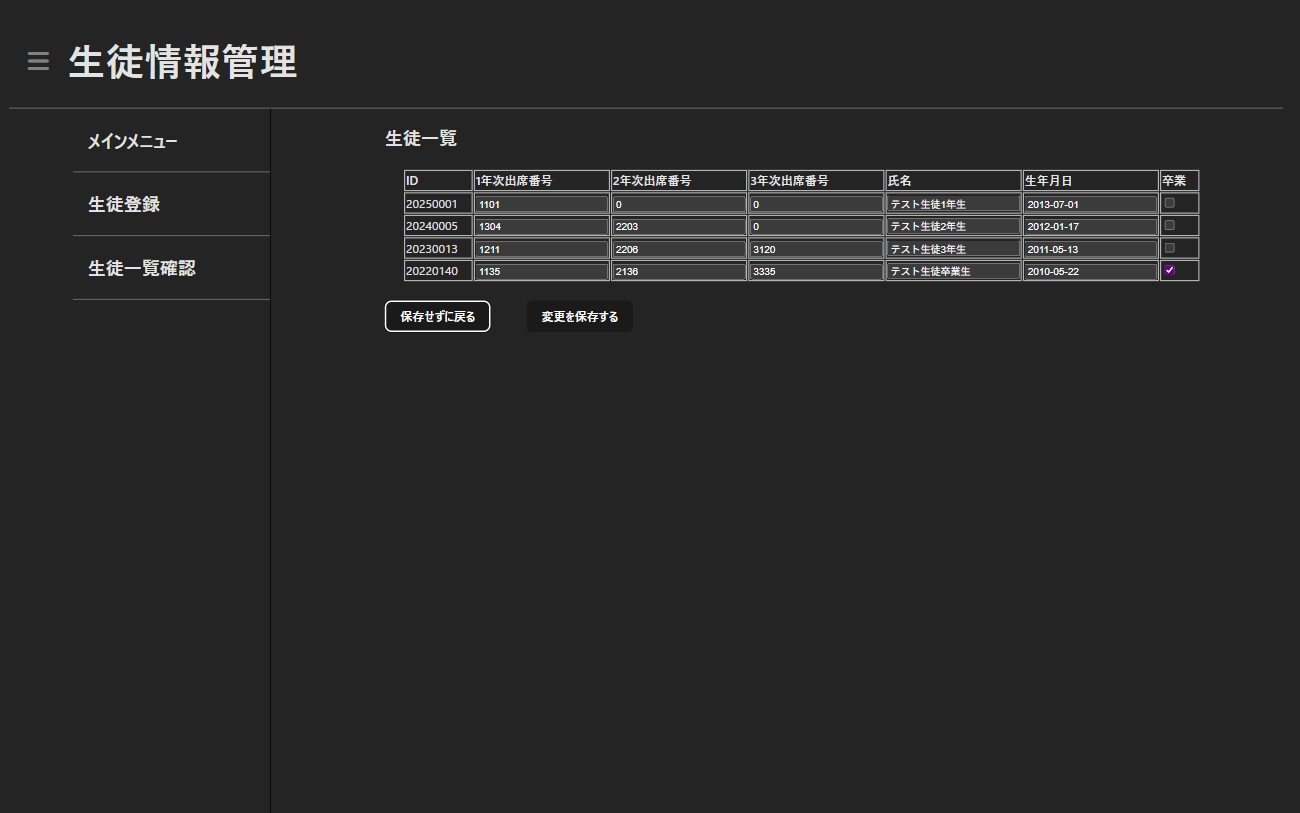 生徒情報管理
メインメニュー
生徒登録
生徒一覧確認
生徒一覧
ID 1年次出席番号 2年次出席番号 3年次出席番号 氏名 生年月日 卒業
20250001 1101 0 0 テスト生徒1年生 2013-07-01
20240005 1304 2203 0 テスト生徒2年生 2012-01-17
20230013 1211 2206 3120 テスト生徒3年生 2011-05-13
20220140 1135 2136 3335 テスト生徒卒業生 2010-05-22
保存せずに戻る 変更を保存する